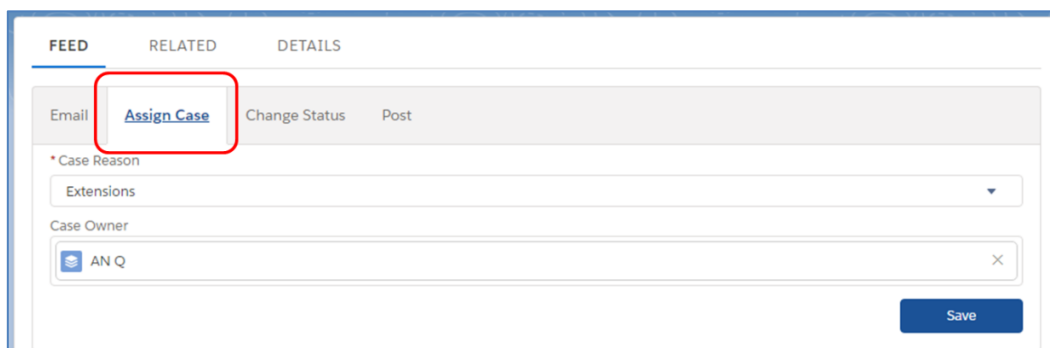 FEED RELATED DETAILS
Email Assign Case Change Status Post
* Case Reason
Extensions
Case Owner
AN Q
Save